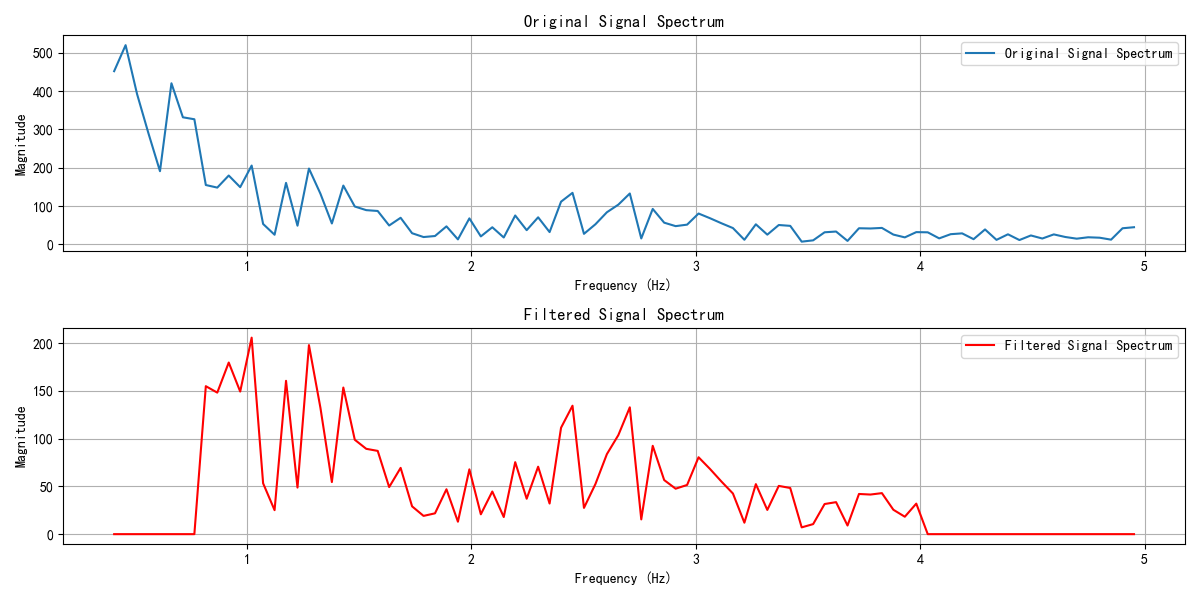 Original Signal Spectrum
Original Signal Spectrum
500
400
300
200
100
0
Magnitude
1 2 3 4 5
Frequency (Hz)
Filtered Signal Spectrum
Filtered Signal Spectrum
200
150
100
50
0
Magnitude
1 2 3 4 5
Frequency (Hz)